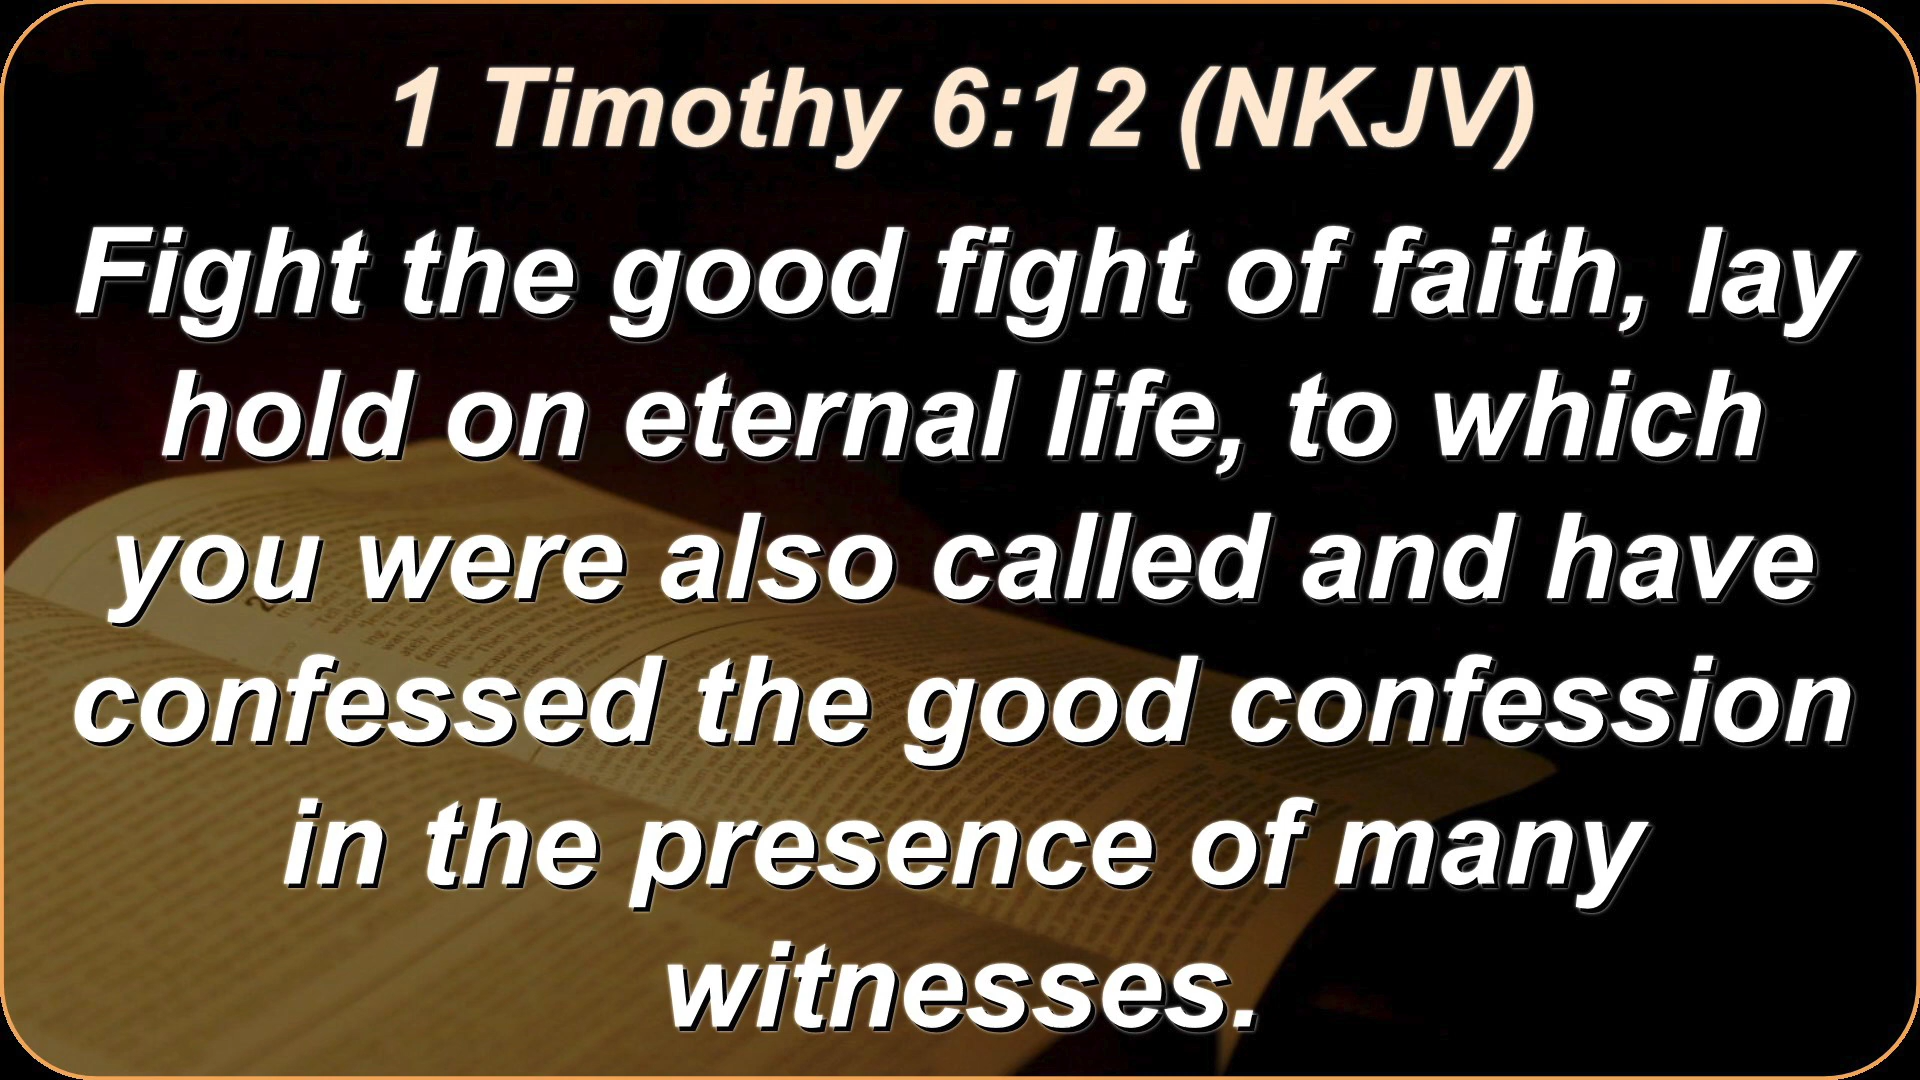 1 Timothy 6:12 (NKJV)
Fight the good fight of faith, lay
hold on eternal life, to which
you were also called and have
confessed the good confession
in the presence of many
witnesses.